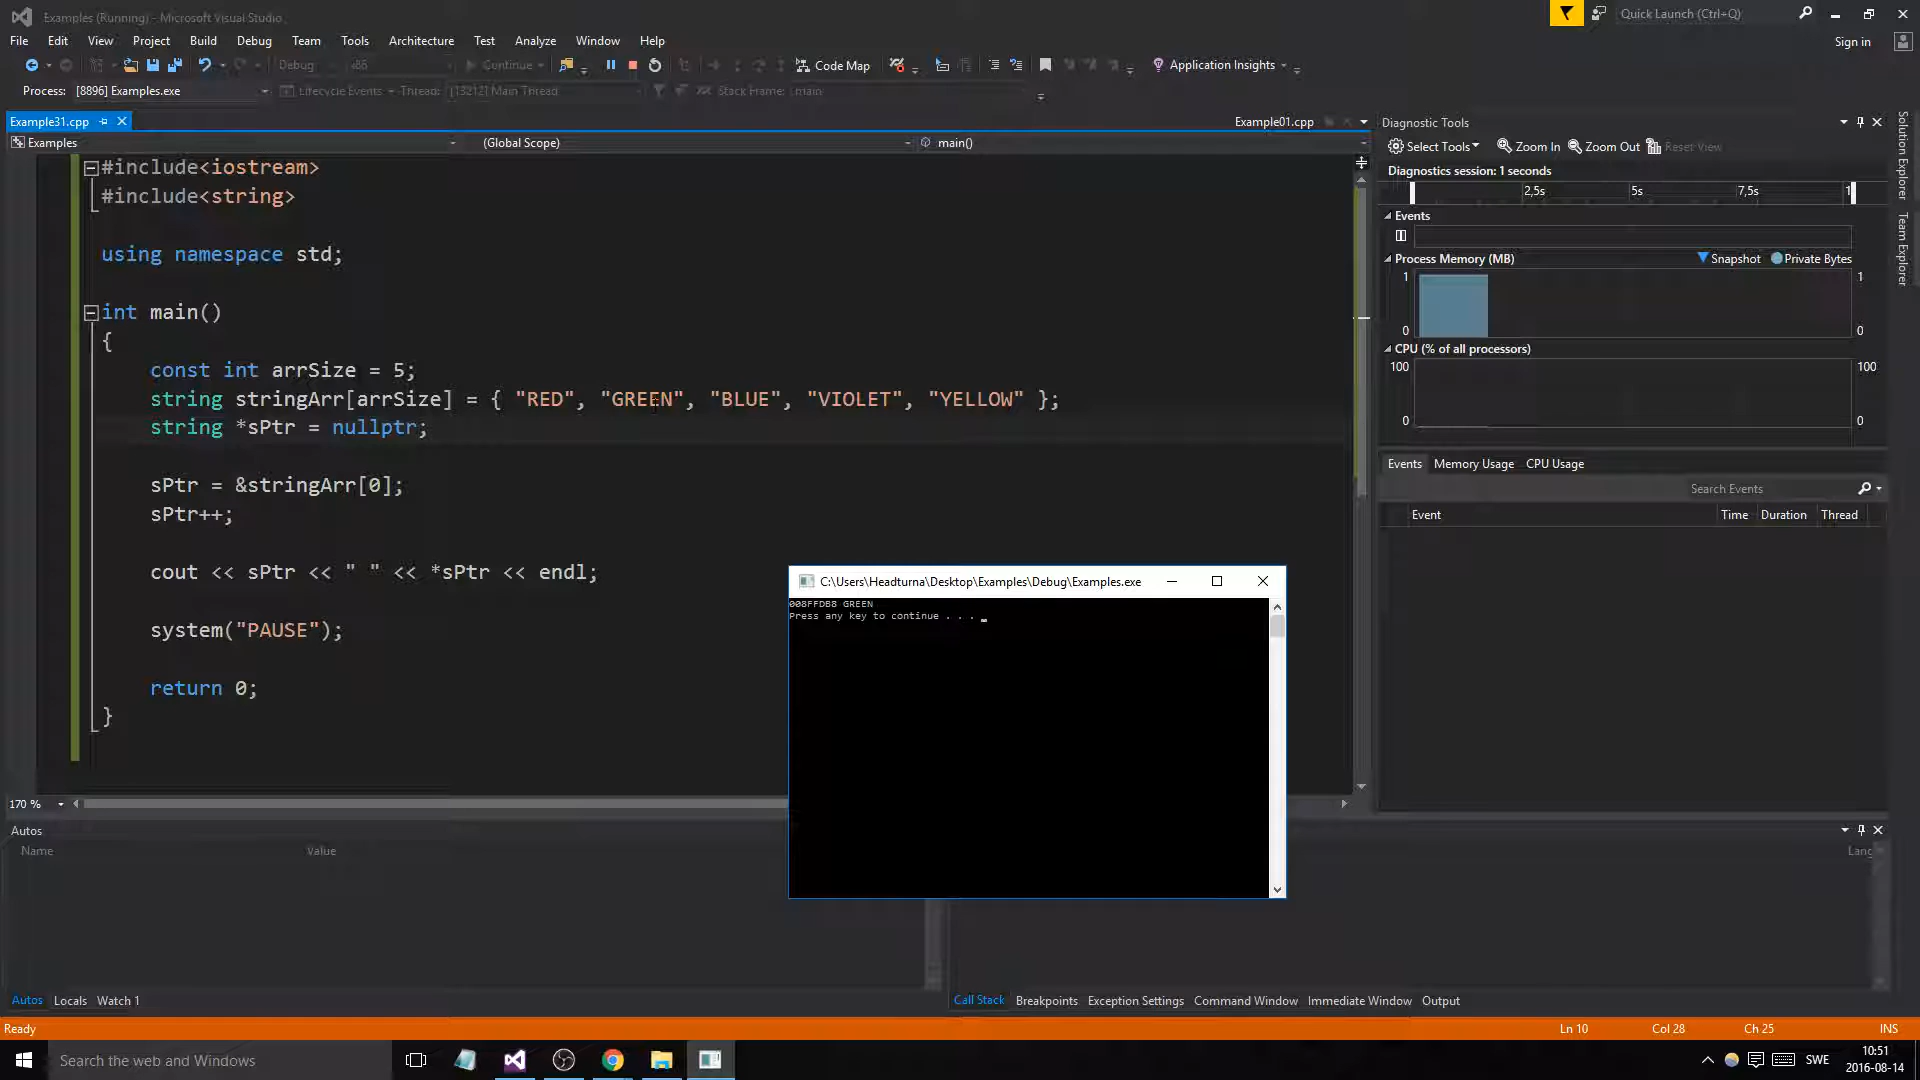 Examples (Running) - Microsoft Visual Studio
Quick Launch (Ctrl+Q)
File Edit View Project Build Debug Team Tools Architecture Test Analyze Window Help
Sign in
Debug x86 Continue Code Map Application Insights
Process: [8896] Examples.exe Lifecycle Events Thread: [13212] Main Thread Stack Frame: main
Example31.cpp
Example01.cpp
Examples (Global Scope) main()
#include<iostream>
#include<string>
using namespace std;
int main()
{
const int arrSize = 5;
string stringArr[arrSize] = { "RED", "GREEN", "BLUE", "VIOLET", "YELLOW" };
string *sPtr = nullptr;
sPtr = &stringArr[0];
sPtr++;
cout << sPtr << " " << *sPtr << endl;
system("PAUSE");
return 0;
}
170 %
C:\Users\Headturna\Desktop\Examples\Debug\Examples.exe
008FFDB8 GREEN
Press any key to continue . . .
Diagnostic Tools
Select Tools Zoom In Zoom Out Reset View
Diagnostics session: 1 seconds
2,5s 5s 7,5s 1
Events
Process Memory (MB) Snapshot Private Bytes
1 1
0 0
CPU (% of all processors)
100 100
0 0
Events Memory Usage CPU Usage
Search Events
Event Time Duration Thread
Solution Explorer
Team Explorer
Autos
Name Value
Lang
Autos Locals Watch 1
Call Stack Breakpoints Exception Settings Command Window Immediate Window Output
Ready Ln 10 Col 28 Ch 25 INS
Search the web and Windows
SWE
10:51
2016-08-14